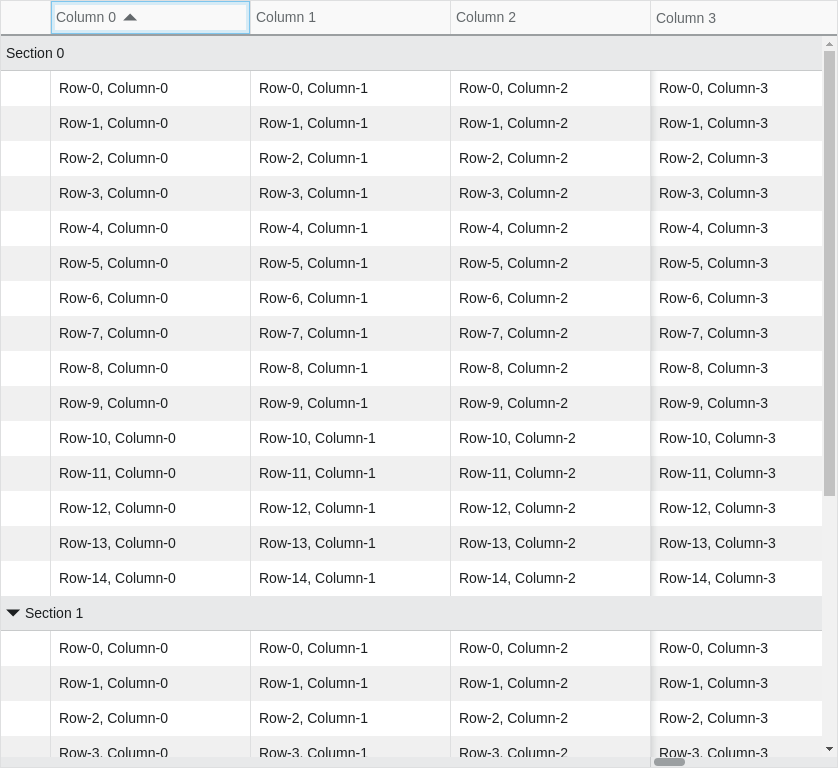 Column 0 Column 1 Column 2 Column 3
Section 0
Row-0, Column-0 Row-0, Column-1 Row-0, Column-2 Row-0, Column-3
Row-1, Column-0 Row-1, Column-1 Row-1, Column-2 Row-1, Column-3
Row-2, Column-0 Row-2, Column-1 Row-2, Column-2 Row-2, Column-3
Row-3, Column-0 Row-3, Column-1 Row-3, Column-2 Row-3, Column-3
Row-4, Column-0 Row-4, Column-1 Row-4, Column-2 Row-4, Column-3
Row-5, Column-0 Row-5, Column-1 Row-5, Column-2 Row-5, Column-3
Row-6, Column-0 Row-6, Column-1 Row-6, Column-2 Row-6, Column-3
Row-7, Column-0 Row-7, Column-1 Row-7, Column-2 Row-7, Column-3
Row-8, Column-0 Row-8, Column-1 Row-8, Column-2 Row-8, Column-3
Row-9, Column-0 Row-9, Column-1 Row-9, Column-2 Row-9, Column-3
Row-10, Column-0 Row-10, Column-1 Row-10, Column-2 Row-10, Column-3
Row-11, Column-0 Row-11, Column-1 Row-11, Column-2 Row-11, Column-3
Row-12, Column-0 Row-12, Column-1 Row-12, Column-2 Row-12, Column-3
Row-13, Column-0 Row-13, Column-1 Row-13, Column-2 Row-13, Column-3
Row-14, Column-0 Row-14, Column-1 Row-14, Column-2 Row-14, Column-3
Section 1
Row-0, Column-0 Row-0, Column-1 Row-0, Column-2 Row-0, Column-3
Row-1, Column-0 Row-1, Column-1 Row-1, Column-2 Row-1, Column-3
Row-2, Column-0 Row-2, Column-1 Row-2, Column-2 Row-2, Column-3
Row-3, Column-0 Row-3, Column-1 Row-3, Column-2 Row-3, Column-3